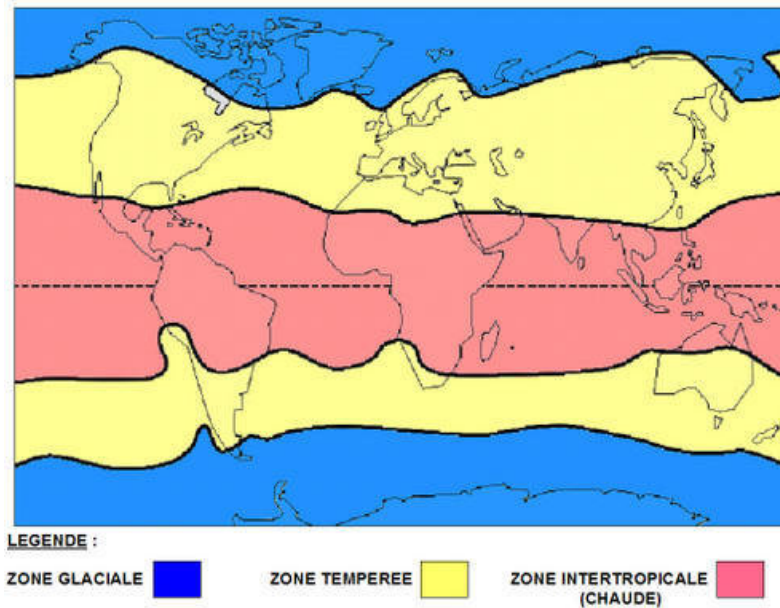 LEGENDE :
ZONE GLACIALE
ZONE TEMPEREE
ZONE INTERTROPICALE
(CHAUDE)